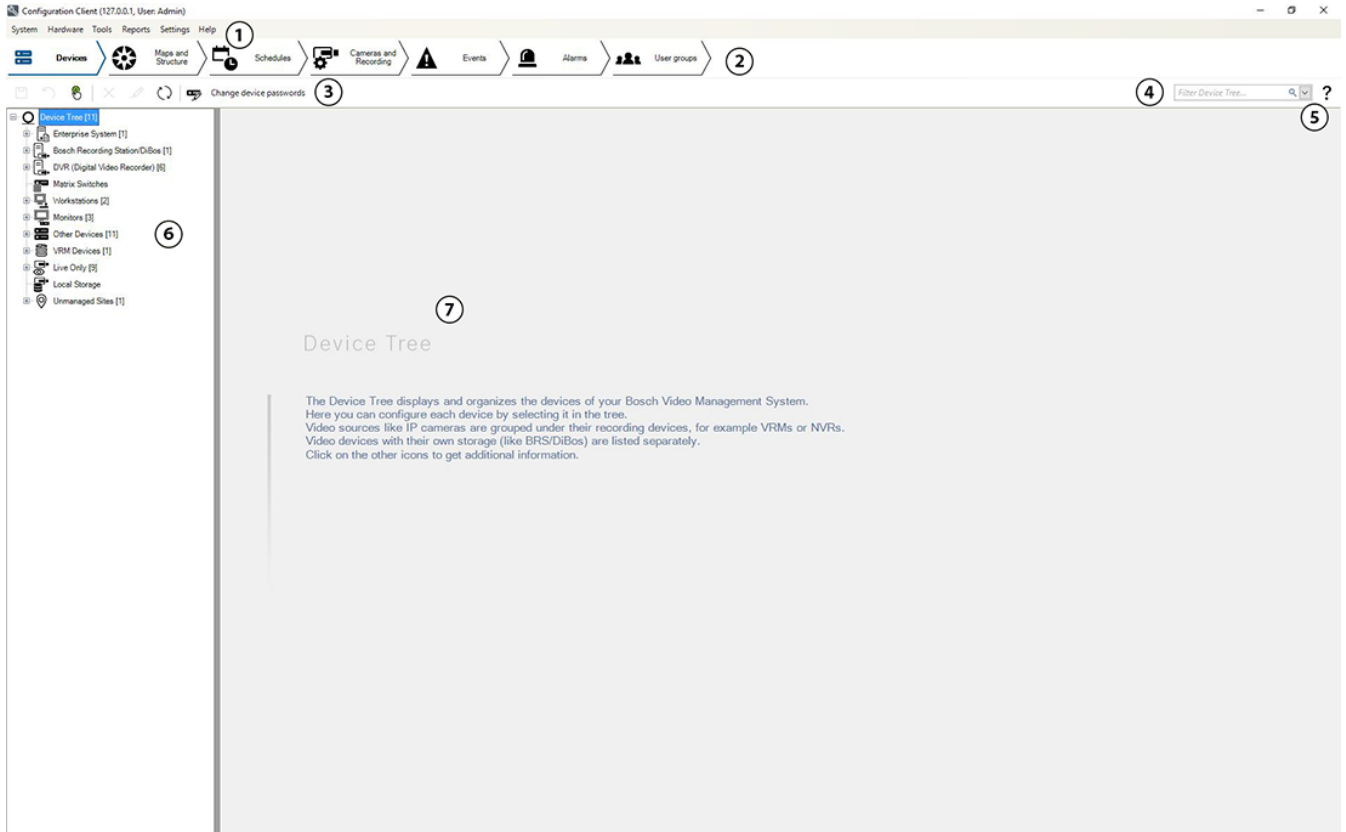 Configuration Client (127.0.0.1, User: Admin)
System Hardware Tools Reports Settings Help
1
Devices
Maps and
Structure
Schedules
Cameras and
Recording
Events
Alarms
User groups
2
Change device passwords
3
4
Filter Device Tree...
?
5
Device Tree [11]
Enterprise System [1]
Bosch Recording Station/DiBos [1]
DVR (Digital Video Recorder) [6]
Matrix Switches
Workstations [2]
Monitors [3]
Other Devices [11]
VRM Devices [1]
Live Only [9]
Local Storage
Unmanaged Sites [1]
6
7
Device Tree
The Device Tree displays and organizes the devices of your Bosch Video Management System.
Here you can configure each device by selecting it in the tree.
Video sources like IP cameras are grouped under their recording devices, for example VRMs or NVRs.
Video devices with their own storage (like BRS/DiBos) are listed separately.
Click on the other icons to get additional information.